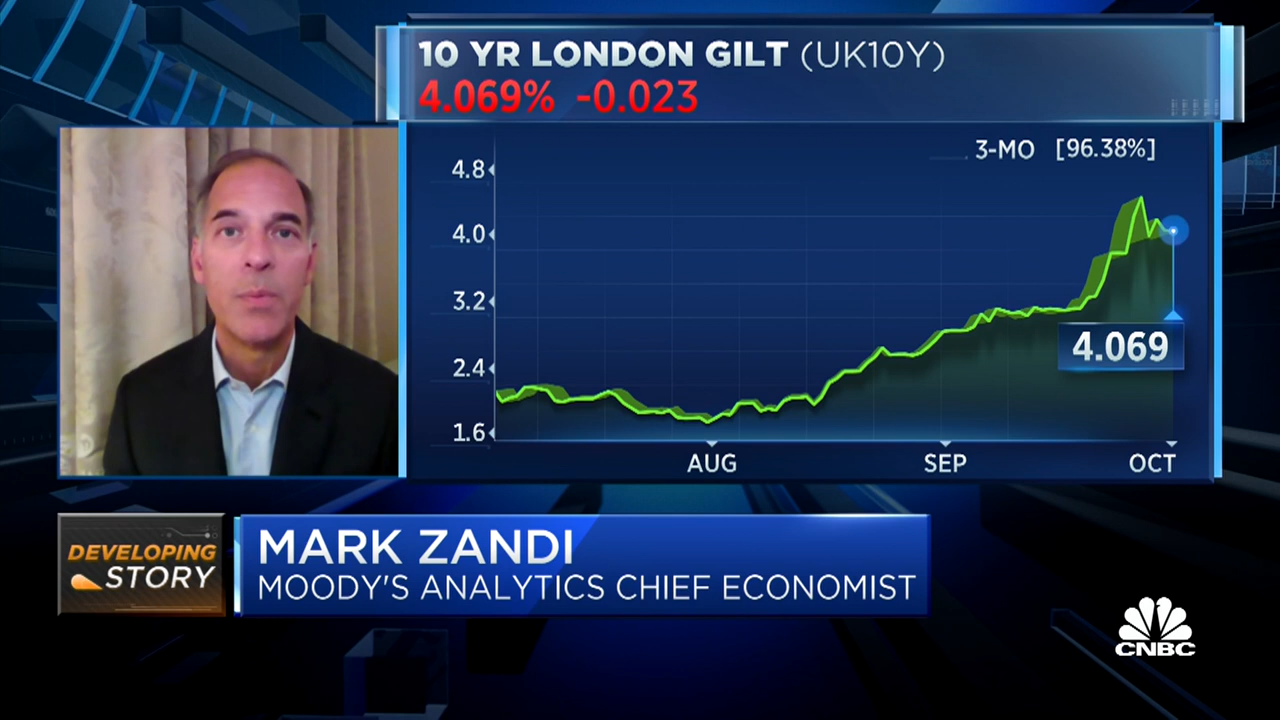 10 YR LONDON GILT (UK10Y)
4.069% -0.023
3-MO [96.38%]
4.8
4.0
3.2
2.4
1.6
4.069
AUG SEP OCT
DEVELOPING
STORY
MARK ZANDI
MOODY'S ANALYTICS CHIEF ECONOMIST
CNBC